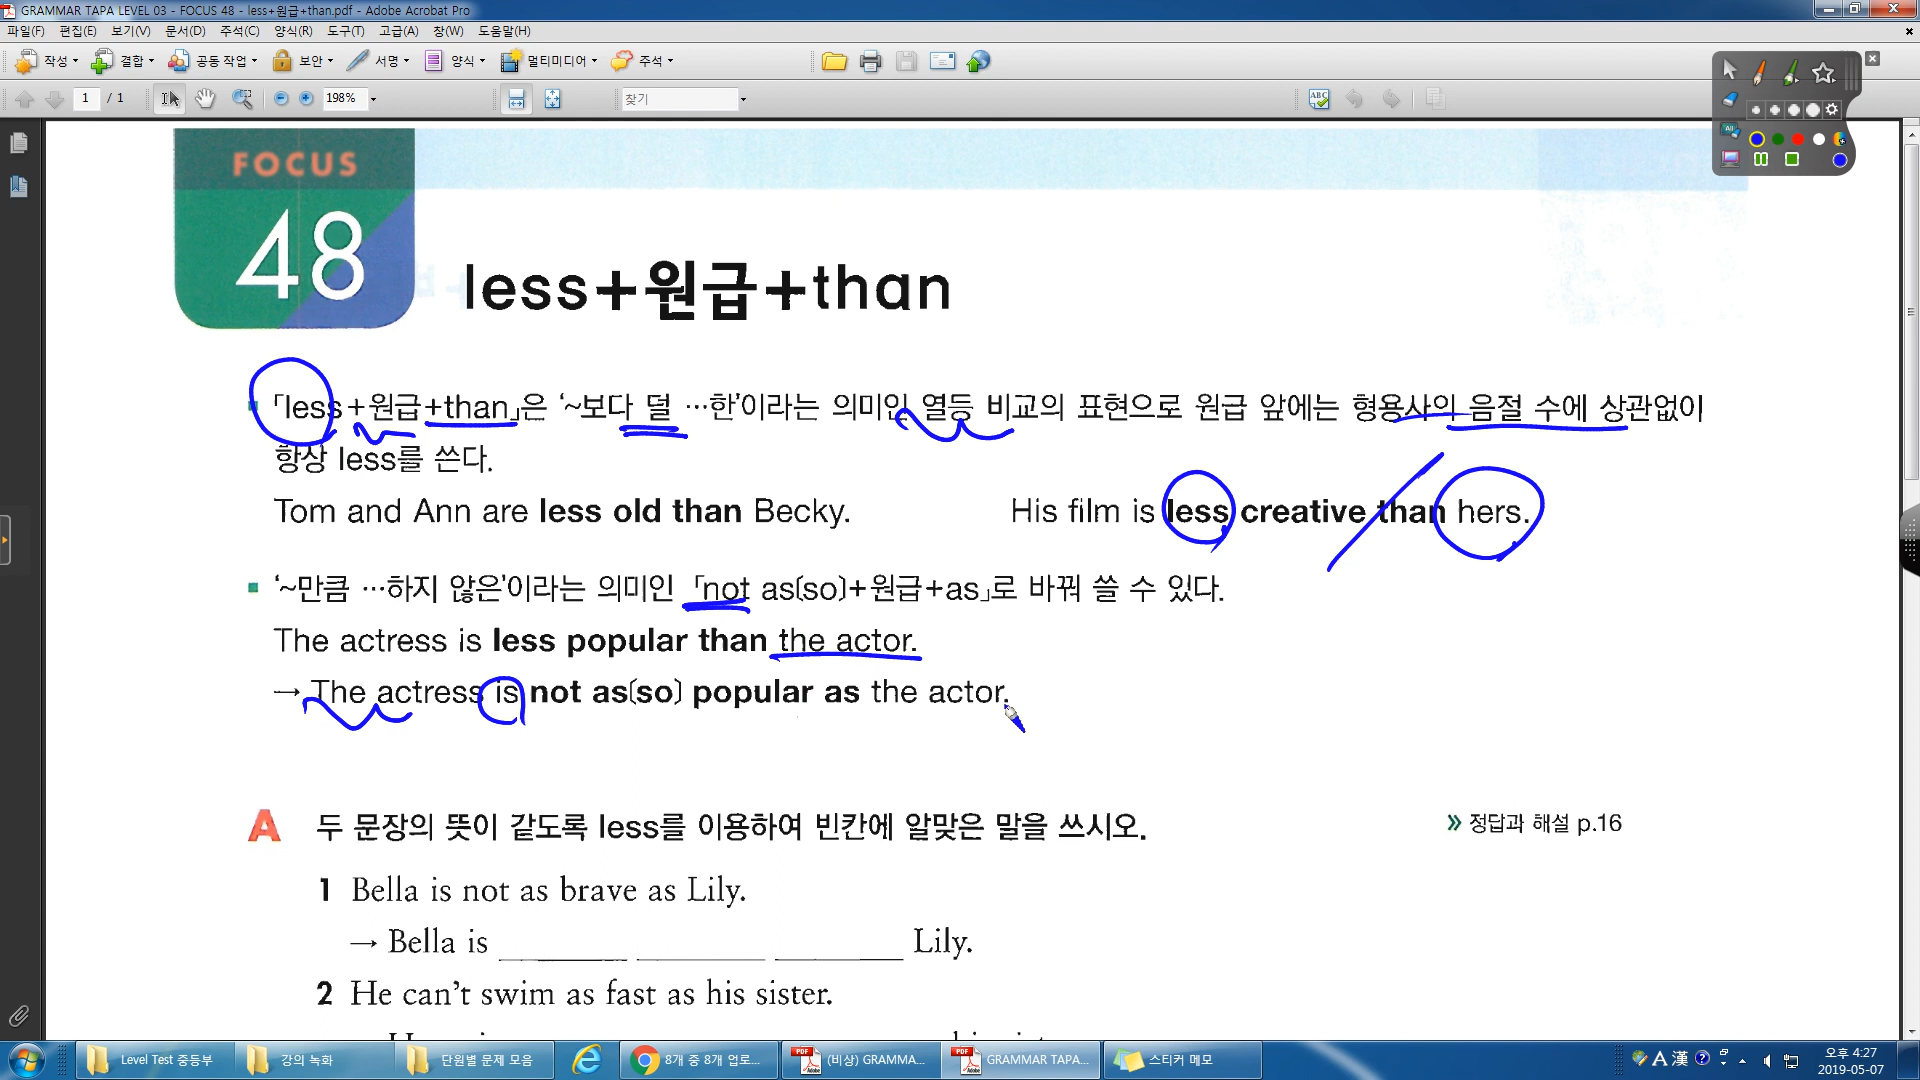 GRAMMAR TAPA LEVEL 03 - FOCUS 48 - less+원급+than.pdf - Adobe Acrobat Pro
파일(F) 편집(E) 보기(V) 문서(D) 주석(C) 양식(R) 도구(T) 고급(A) 창(W) 도움말(H)
작성 결합 공동 작업 보안 서명 양식 멀티미디어 주석
1 / 1 198% 찾기
FOCUS
48
less+원급+than
「less+원급+than」은 ‘~보다 덜 …한’이라는 의미인 열등 비교의 표현으로 원급 앞에는 형용사의 음절 수에 상관없이
항상 less를 쓴다.
Tom and Ann are less old than Becky. His film is less creative than hers.
‘~만큼 …하지 않은’이라는 의미인 「not as(so)+원급+as」로 바꿔 쓸 수 있다.
The actress is less popular than the actor.
→ The actress is not as(so) popular as the actor.
A 두 문장의 뜻이 같도록 less를 이용하여 빈칸에 알맞은 말을 쓰시오. » 정답과 해설 p.16
1 Bella is not as brave as Lily.
→ Bella is ______ ______ ______ Lily.
2 He can't swim as fast as his sister.
Level Test 중등부 강의 녹화 단원별 문제 모음 8개 중 8개 업로... (비상) GRAMMA... GRAMMAR TAPA... 스티커 메모 A 漢 오후 4:27
2019-05-07